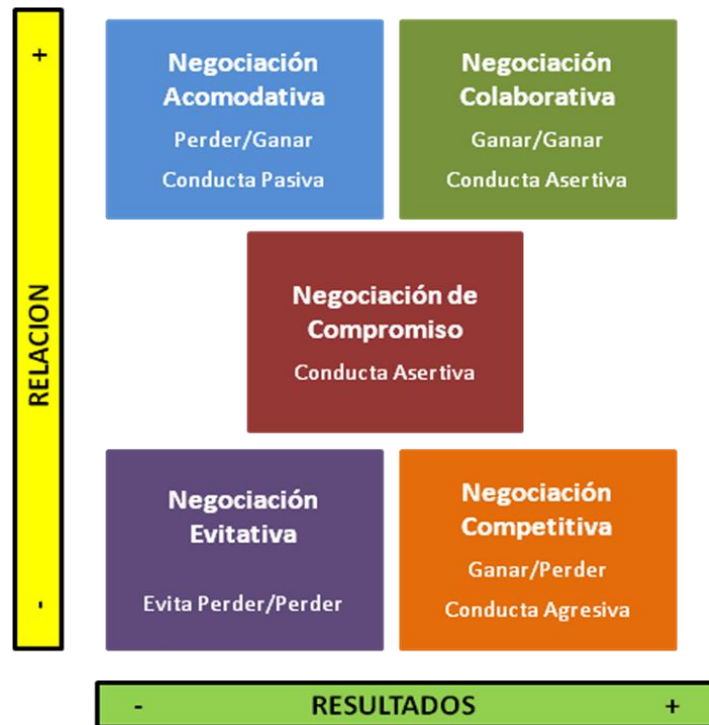 +
RELACION
-
Negociación
Acomodativa
Perder/Ganar
Conducta Pasiva
Negociación
Colaborativa
Ganar/Ganar
Conducta Asertiva
Negociación de
Compromiso
Conducta Asertiva
Negociación
Evitativa
Evita Perder/Perder
Negociación
Competitiva
Ganar/Perder
Conducta Agresiva
- RESULTADOS +